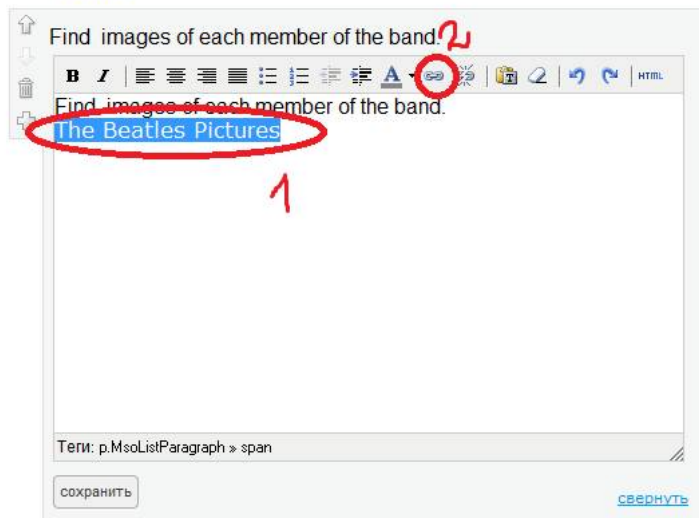 Find images of each member of the band.
2
B I A HTML
Find images of each member of the band.
The Beatles Pictures
1
Теги: p.MsoListParagraph » span
сохранить
свернуть